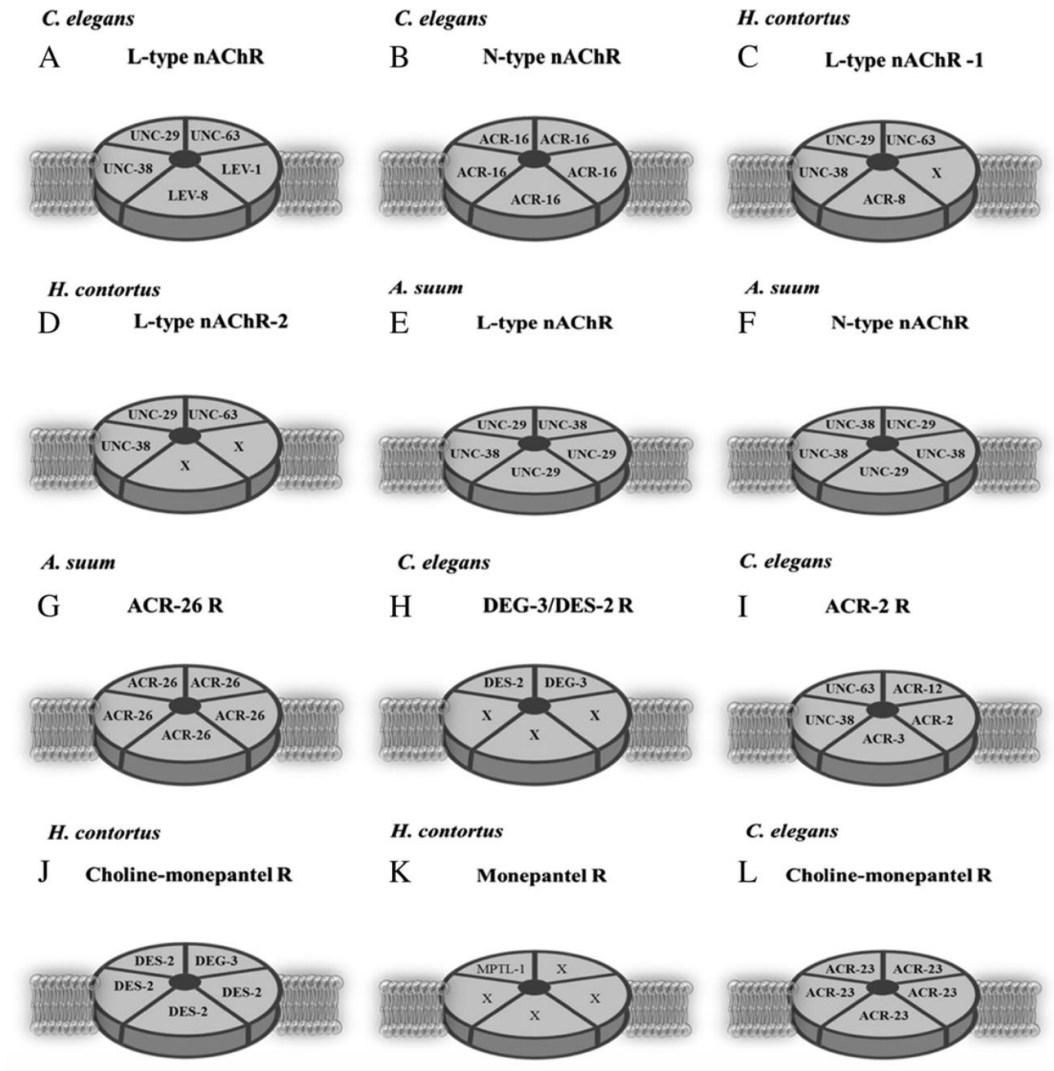 C. elegans
C. elegans
H. contortus
A L-type nAChR
B N-type nAChR
C L-type nAChR -1
UNC-29 UNC-63
UNC-38 LEV-1
LEV-8
ACR-16 ACR-16
ACR-16 ACR-16
ACR-16
UNC-29 UNC-63
UNC-38 X
ACR-8
H. contortus
A. suum
A. suum
D L-type nAChR-2
E L-type nAChR
F N-type nAChR
UNC-29 UNC-63
UNC-38 X
X
UNC-29 UNC-38
UNC-38 UNC-29
UNC-29
UNC-38 UNC-29
UNC-38 UNC-38
UNC-29
A. suum
C. elegans
C. elegans
G ACR-26 R
H DEG-3/DES-2 R
I ACR-2 R
ACR-26 ACR-26
ACR-26 ACR-26
ACR-26
DES-2 DEG-3
X X
X
UNC-63 ACR-12
UNC-38 ACR-2
ACR-3
H. contortus
H. contortus
C. elegans
J Choline-monepantel R
K Monepantel R
L Choline-monepantel R
DES-2 DEG-3
DES-2 DES-2
DES-2
MPTL-1 X
X X
X
ACR-23 ACR-23
ACR-23 ACR-23
ACR-23